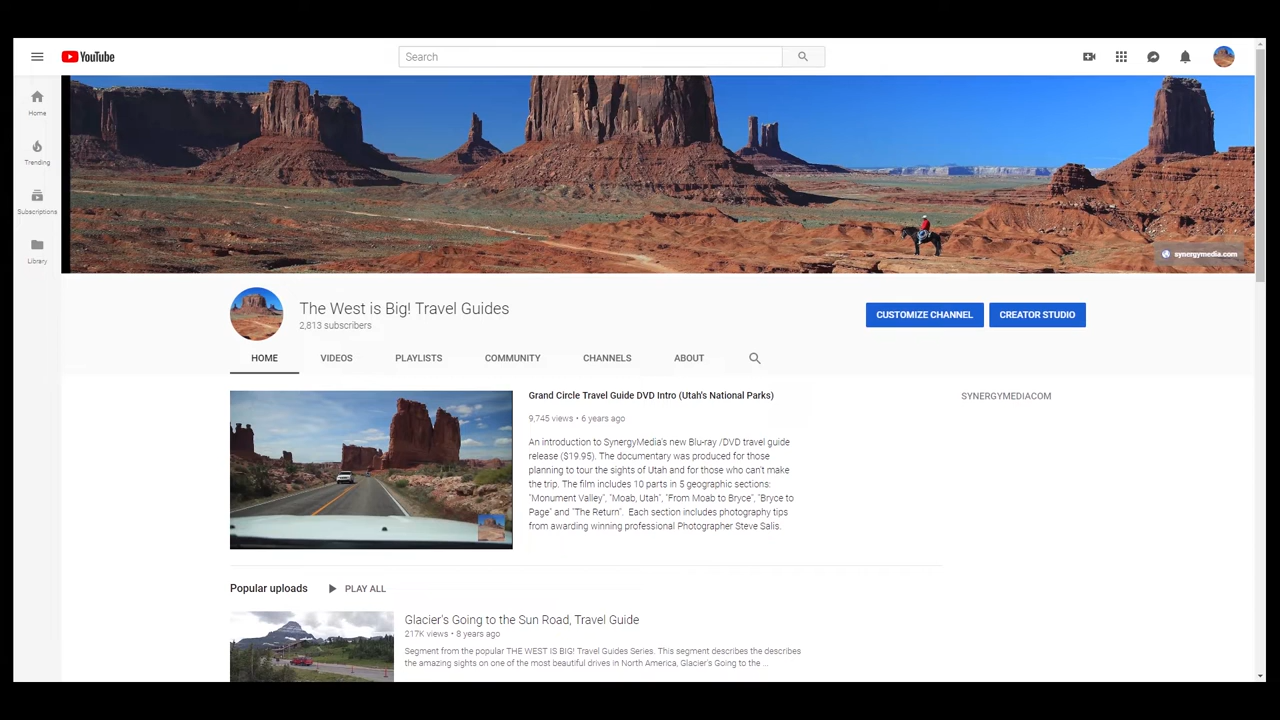 YouTube
Search
Home
Trending
Subscriptions
Library
synergymedia.com
The West is Big! Travel Guides
2,813 subscribers
CUSTOMIZE CHANNEL
CREATOR STUDIO
HOME VIDEOS PLAYLISTS COMMUNITY CHANNELS ABOUT
Grand Circle Travel Guide DVD Intro (Utah's National Parks)
9,745 views • 6 years ago
An introduction to SynergyMedia's new Blu-ray /DVD travel guide
release ($19.95). The documentary was produced for those
planning to tour the sights of Utah and for those who can't make
the trip. The film includes 10 parts in 5 geographic sections:
"Monument Valley", "Moab, Utah", "From Moab to Bryce", "Bryce to
Page" and "The Return". Each section includes photography tips
from awarding winning professional Photographer Steve Salis.
SYNERGYMEDIACOM
Popular uploads PLAY ALL
Glacier's Going to the Sun Road, Travel Guide
217K views • 8 years ago
Segment from the popular THE WEST IS BIG! Travel Guides Series. This segment describes the describes
the amazing sights on one of the most beautiful drives in North America, Glacier's Going to the ...